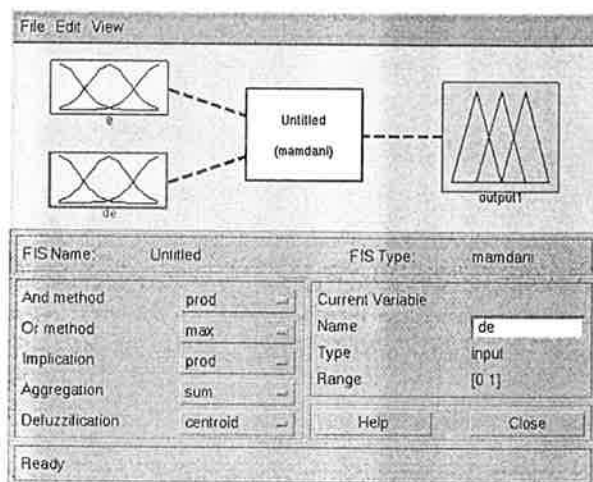 File Edit View
e
Untitled
(mamdani)
de
output1
FIS Name: Untitled FIS Type: mamdani
And method prod
Or method max
Implication prod
Aggregation sum
Defuzzification centroid
Current Variable
Name de
Type input
Range [0 1]
Help Close
Ready